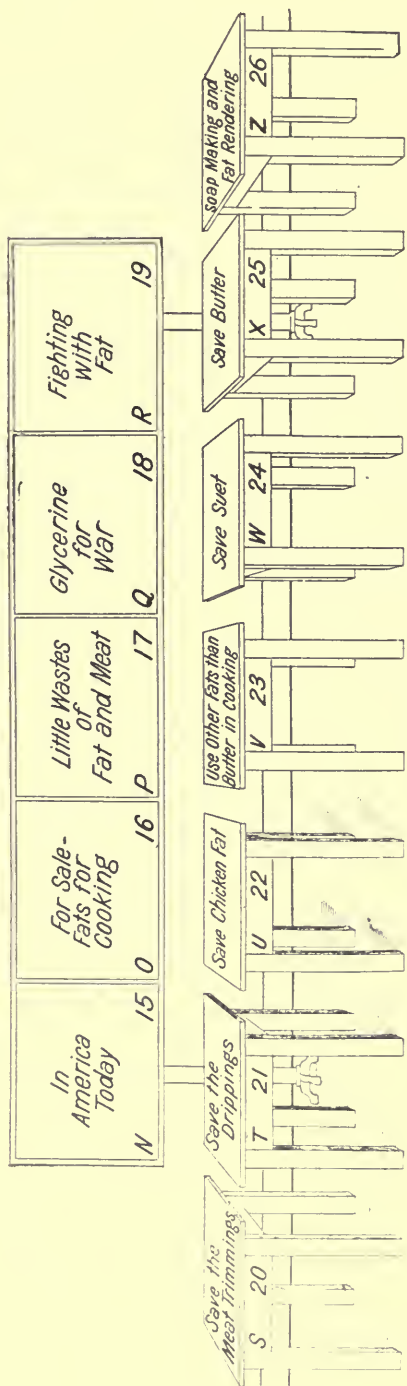 In
America
Today
N 15
For Sale-
Fats for
Cooking
O 16
Little Wastes
of
Fat and Meat
P 17
Glycerine
for
War
Q 18
Fighting
With
Fat
R 19
Save the
Meat Trimmings
S 20
Save the
Drippings
T 21
Save Chicken Fat
U 22
Use Other Fats than
Butter in Cooking
V 23
Save Suet
W 24
Save Butter
X 25
Soap Making and
Fat Rendering
Z 26